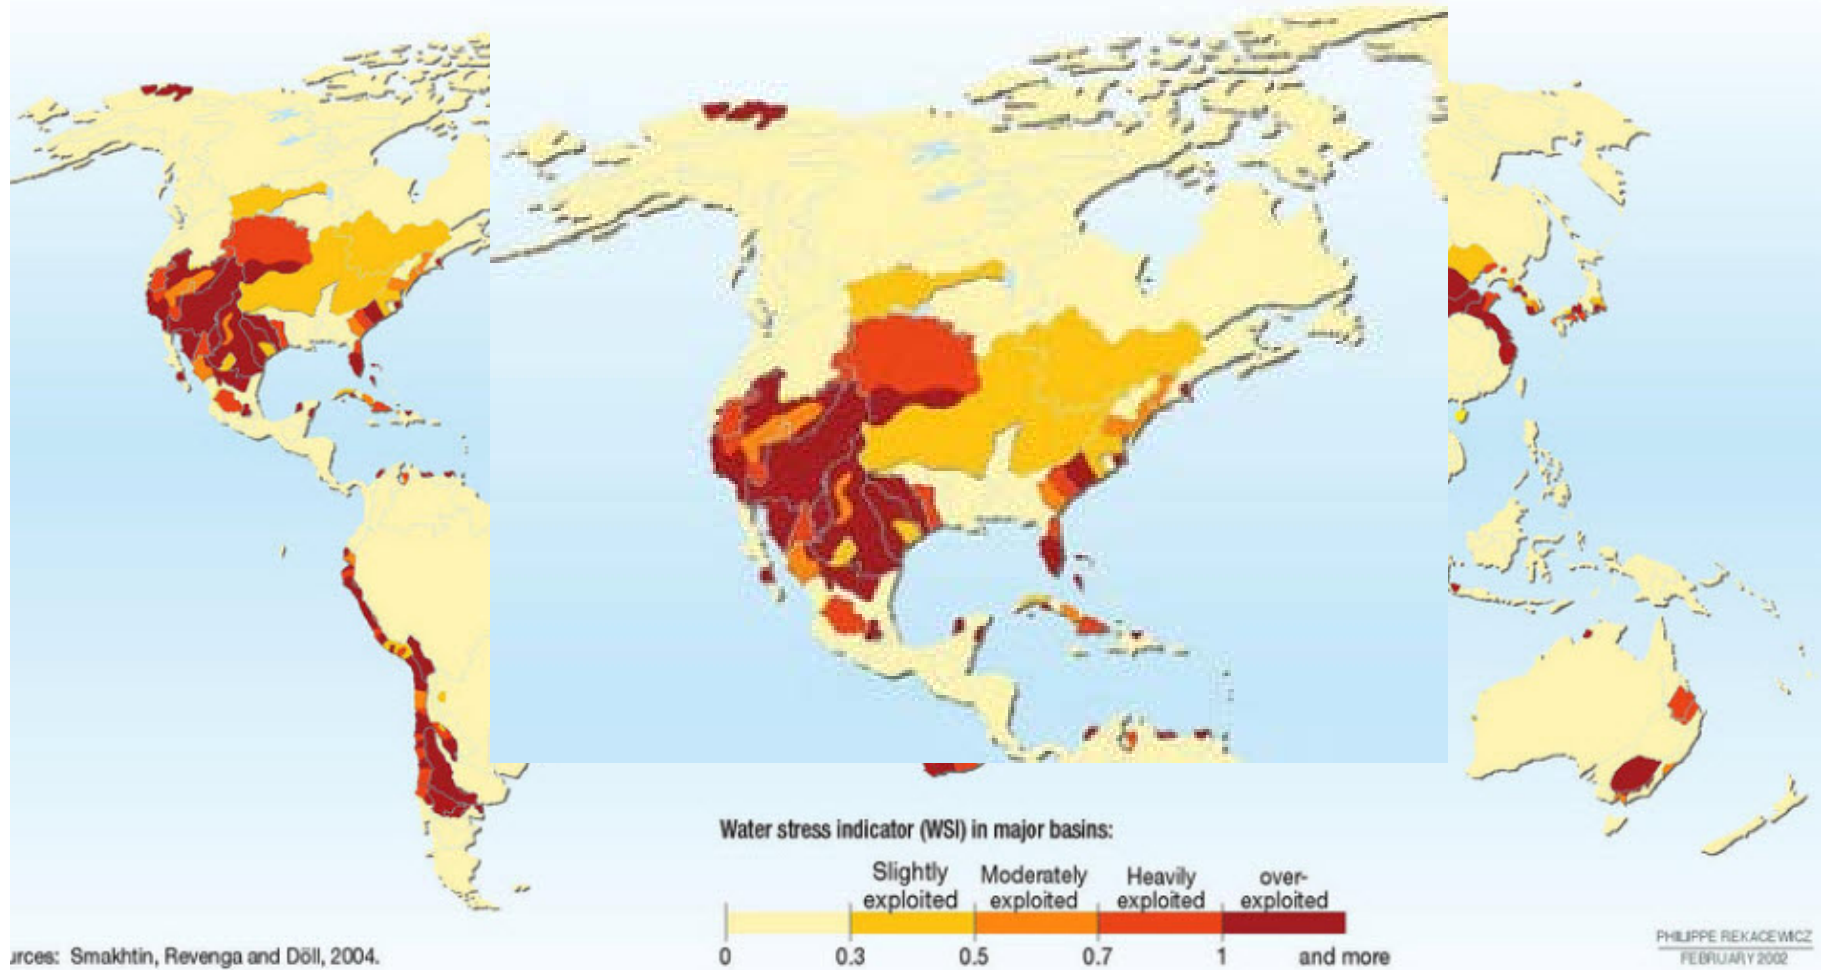 Water stress indicator (WSI) in major basins:
Slightly exploited
Moderately exploited
Heavily exploited
over-exploited
0 0.3 0.5 0.7 1 and more
urces: Smakhtin, Revenga and Döll, 2004.
PHILIPPE REKACEWICZ
FEBRUARY 2002